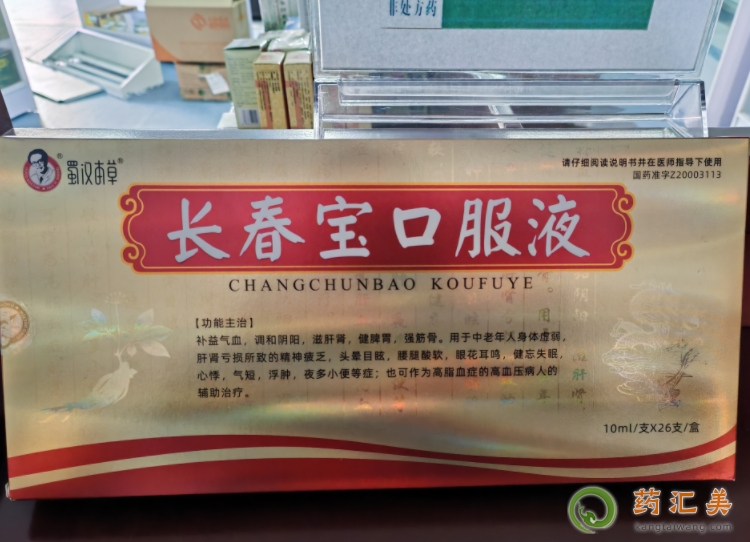 非处方药
蜀汉本草®
请仔细阅读说明书并在医师指导下使用
国药准字Z20003113
长春宝口服液
CHANGCHUNBAO KOUFUYE
【功能主治】
补益气血，调和阴阳，滋肝肾，健脾胃，强筋骨。用于中老年人身体虚弱，
肝肾亏损所致的精神疲乏，头晕目眩，腰腿酸软，眼花耳鸣，健忘失眠，
心悸，气短，浮肿，夜多小便等症；也可作为高脂血症的高血压病人的
辅助治疗。
10ml/支X26支/盒
药汇美
kangtaiwang.com